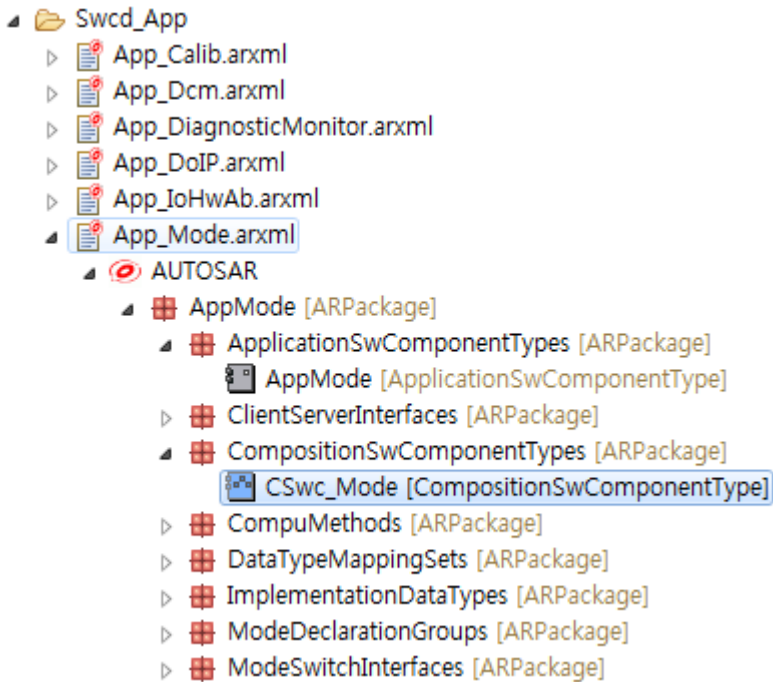 Swcd_App
App_Calib.arxml
App_Dcm.arxml
App_DiagnosticMonitor.arxml
App_DoIP.arxml
App_IoHwAb.arxml
App_Mode.arxml
AUTOSAR
AppMode [ARPackage]
ApplicationSwComponentTypes [ARPackage]
AppMode [ApplicationSwComponentType]
ClientServerInterfaces [ARPackage]
CompositionSwComponentTypes [ARPackage]
CSwc_Mode [CompositionSwComponentType]
CompuMethods [ARPackage]
DataTypeMappingSets [ARPackage]
ImplementationDataTypes [ARPackage]
ModeDeclarationGroups [ARPackage]
ModeSwitchInterfaces [ARPackage]